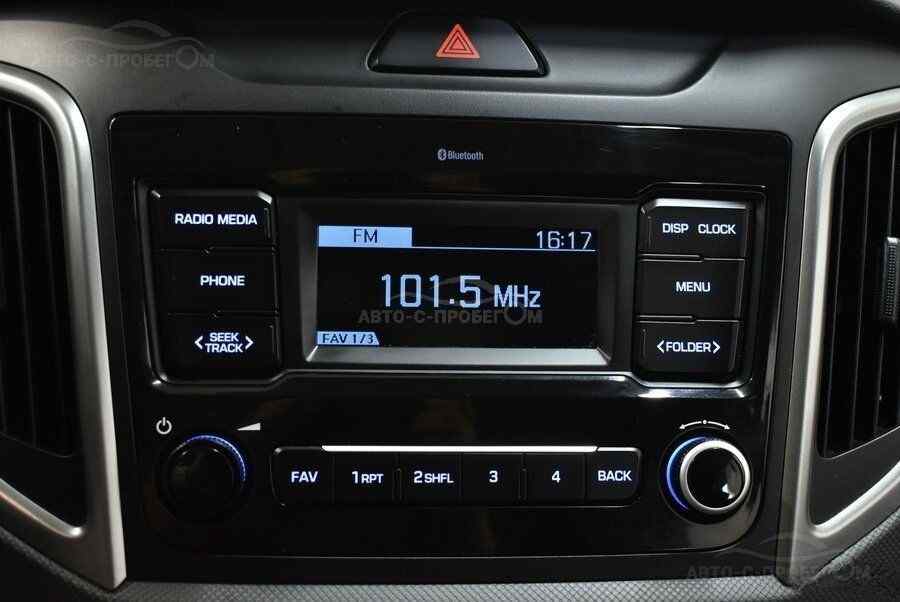 АВТО-С-ПРОБЕГОМ
Bluetooth
RADIO MEDIA
DISP CLOCK
FM 16:17
PHONE
MENU
101.5 MHz
АВТО-С-ПРОБЕГОМ
<SEEK TRACK>
FAV 1/3
<FOLDER>
FAV 1 RPT 2 SHFL 3 4 BACK
АВТО-С-ПРОБЕГОМ